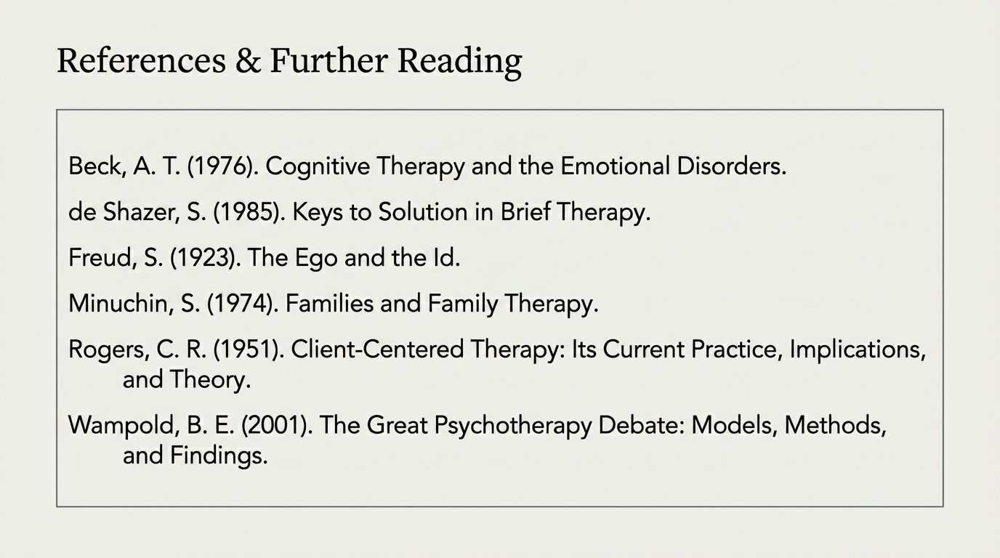 References & Further Reading
Beck, A. T. (1976). Cognitive Therapy and the Emotional Disorders.
de Shazer, S. (1985). Keys to Solution in Brief Therapy.
Freud, S. (1923). The Ego and the Id.
Minuchin, S. (1974). Families and Family Therapy.
Rogers, C. R. (1951). Client-Centered Therapy: Its Current Practice, Implications,
and Theory.
Wampold, B. E. (2001). The Great Psychotherapy Debate: Models, Methods,
and Findings.